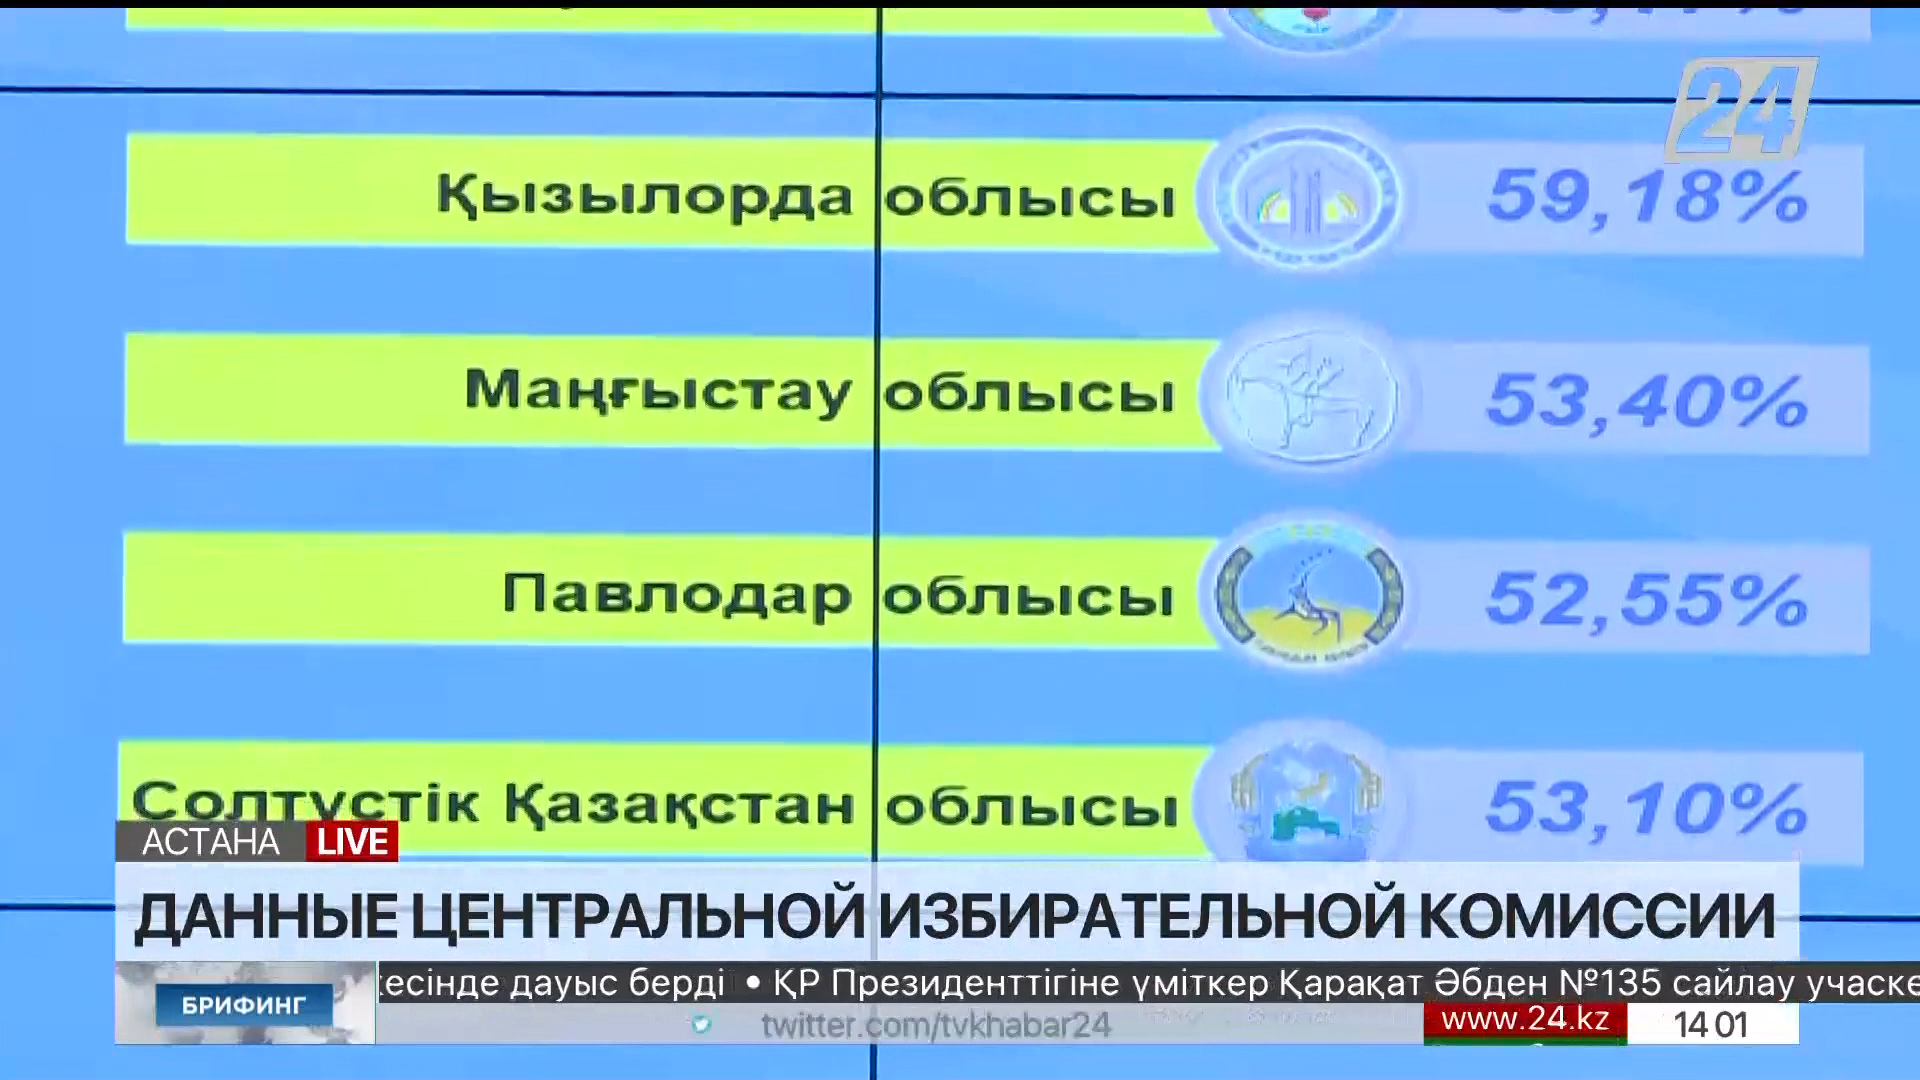 24
Қызылорда облысы
59,18%
Маңғыстау облысы
53,40%
Павлодар облысы
52,55%
Солтүстік Қазақстан облысы
53,10%
АСТАНА LIVE
ДАННЫЕ ЦЕНТРАЛЬНОЙ ИЗБИРАТЕЛЬНОЙ КОМИССИИ
кесінде дауыс берді • ҚР Президенттігіне үміткер Қарақат Әбден №135 сайлау учаске
БРИФИНГ
twitter.com/tvkhabar24
www.24.kz
14 01